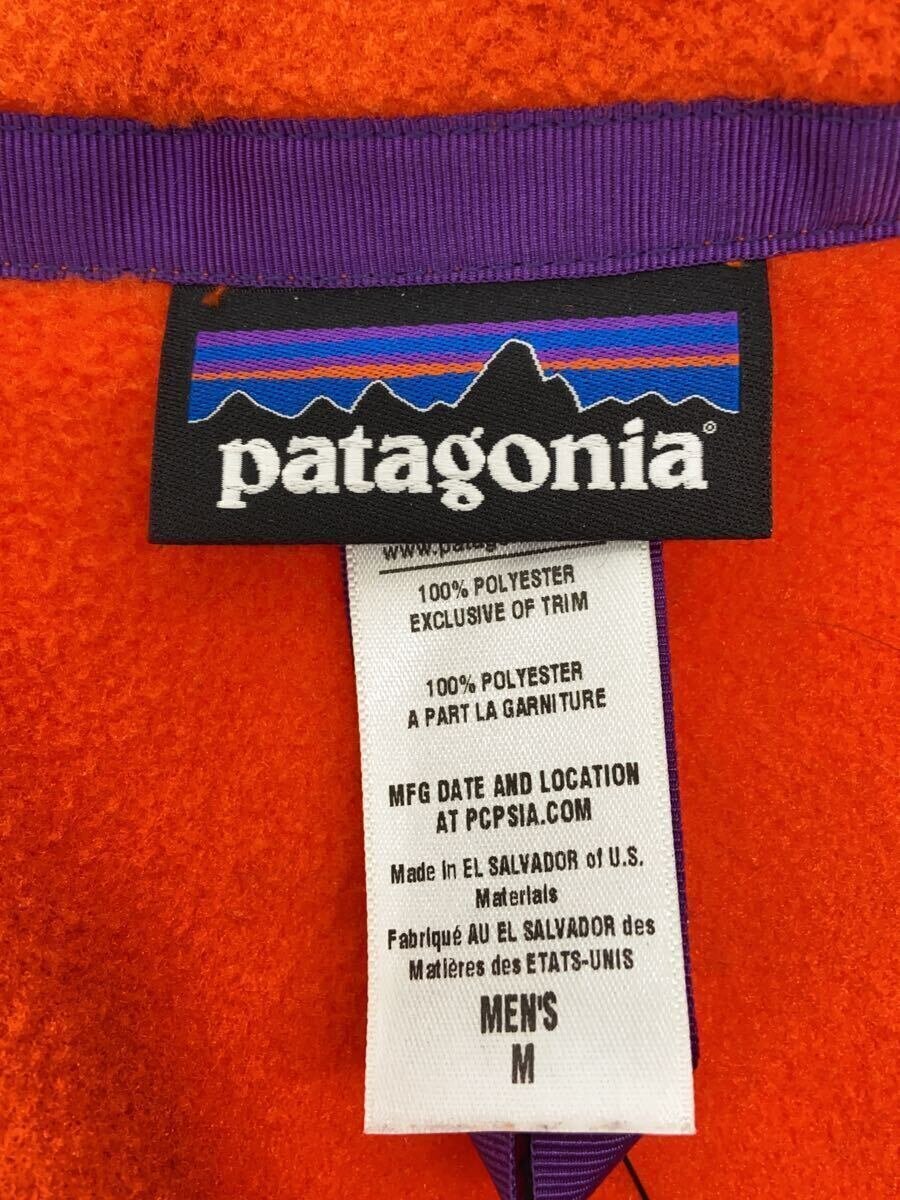 patagonia®
100% POLYESTER
EXCLUSIVE OF TRIM
100% POLYESTER
A PART LA GARNITURE
MFG DATE AND LOCATION
AT PCPSIA.COM
Made in EL SALVADOR of U.S.
Materials
Fabriqué AU EL SALVADOR des
Matières des ETATS-UNIS
MEN'S
M